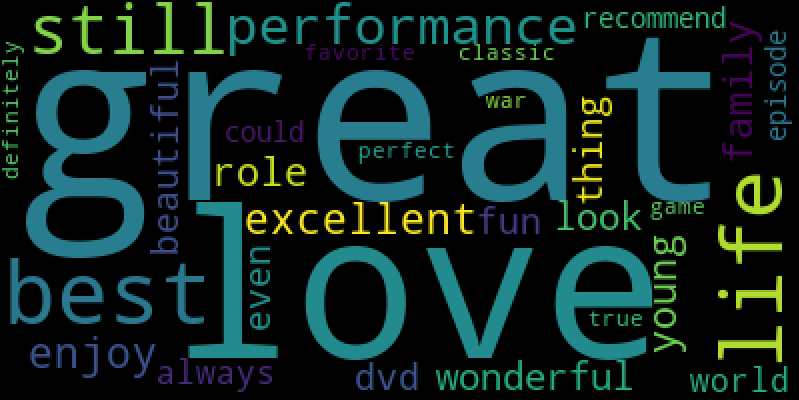 still
performance
recommend
favorite
classic
definitely
great
beautiful
war
family
episode
could
perfect
thing
role
excellent
fun
look
game
life
love
best
even
young
true
enjoy
always
dvd
wonderful
world